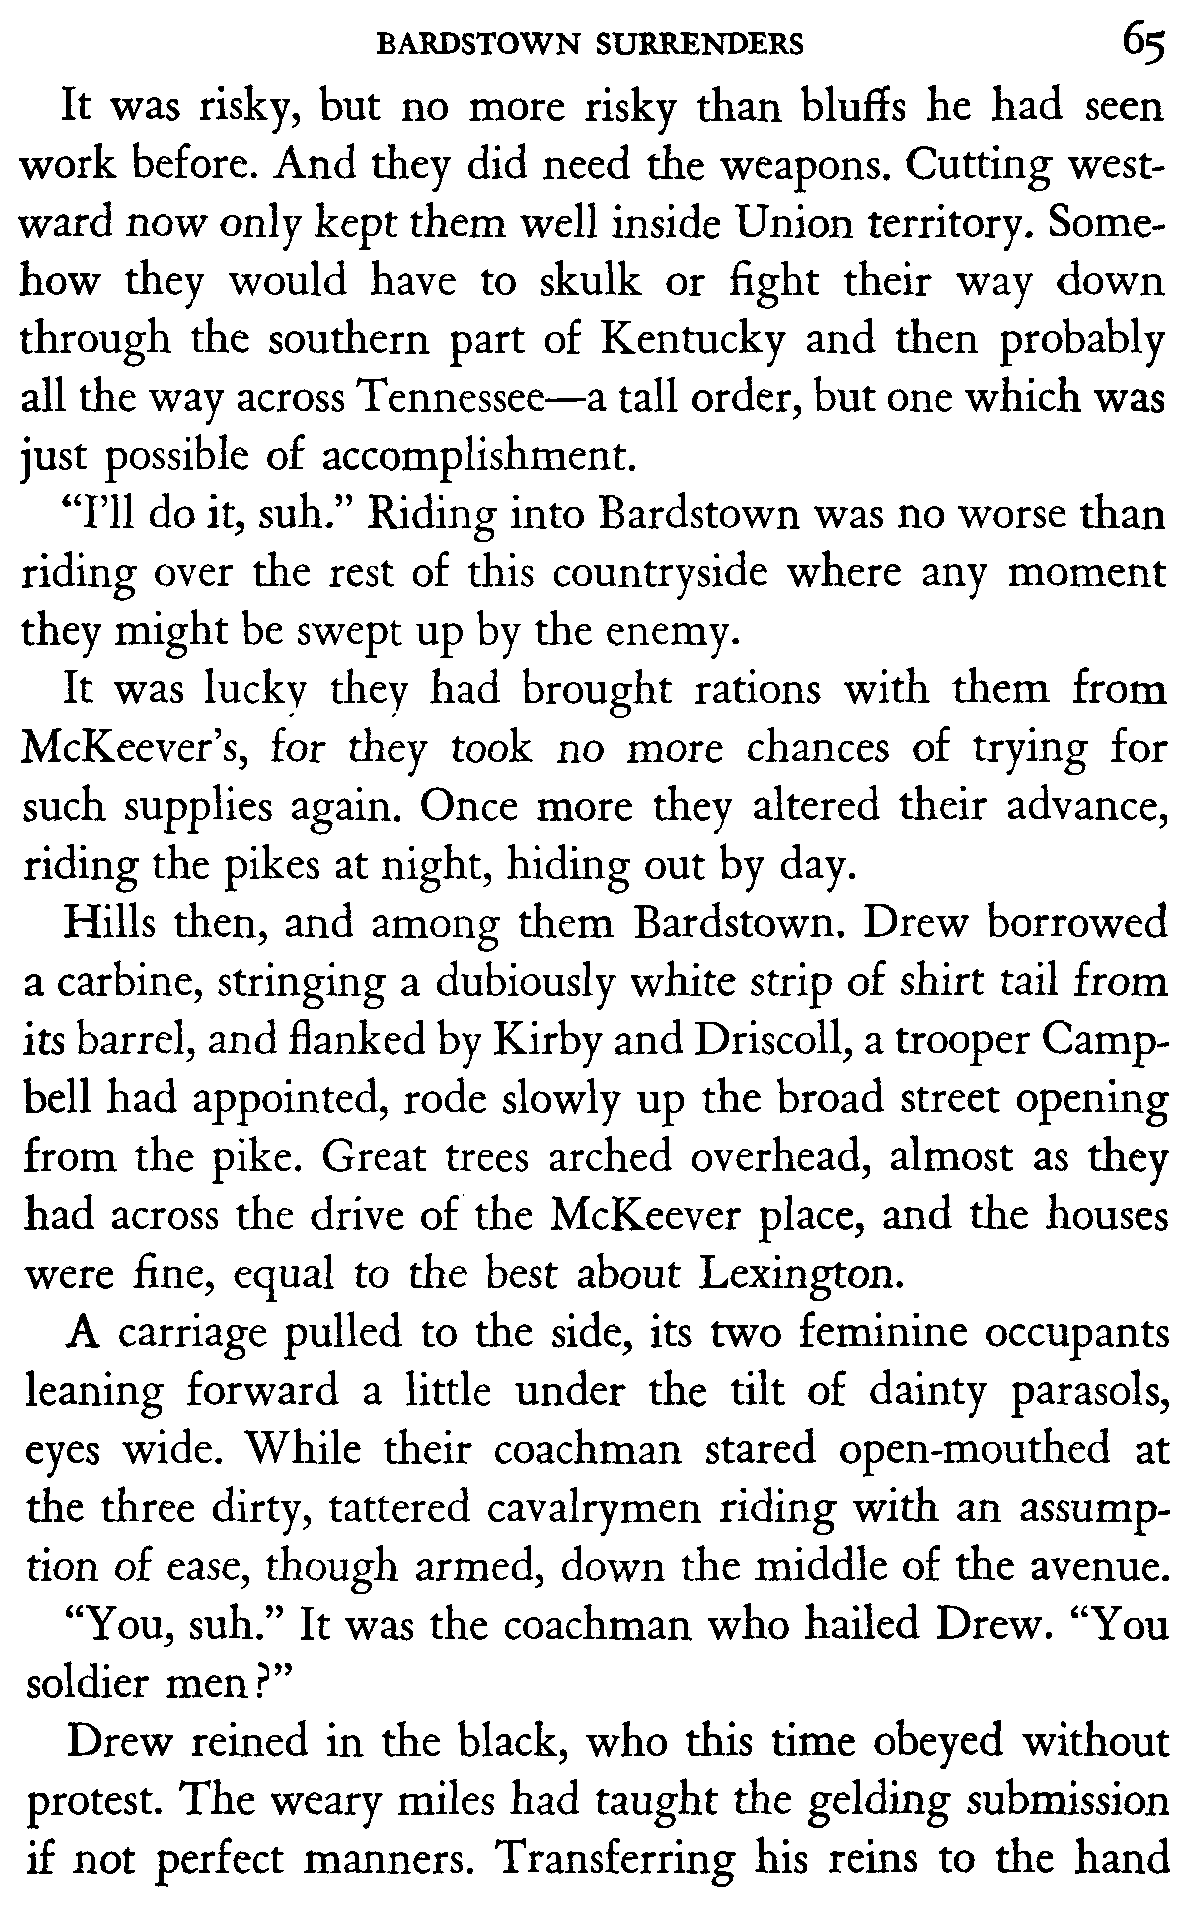 BARDSTOWN SURRENDERS 65
It was risky, but no more risky than bluffs he had seen
work before. And they did need the weapons. Cutting west-
ward now only kept them well inside Union territory. Some-
how they would have to skulk or fight their way down
through the southern part of Kentucky and then probably
all the way across Tennessee—a tall order, but one which was
just possible of accomplishment.
“I’ll do it, suh.” Riding into Bardstown was no worse than
riding over the rest of this countryside where any moment
they might be swept up by the enemy.
It was lucky they had brought rations with them from
McKeever’s, for they took no more chances of trying for
such supplies again. Once more they altered their advance,
riding the pikes at night, hiding out by day.
Hills then, and among them Bardstown. Drew borrowed
a carbine, stringing a dubiously white strip of shirt tail from
its barrel, and flanked by Kirby and Driscoll, a trooper Camp-
bell had appointed, rode slowly up the broad street opening
from the pike. Great trees arched overhead, almost as they
had across the drive of the McKeever place, and the houses
were fine, equal to the best about Lexington.
A carriage pulled to the side, its two feminine occupants
leaning forward a little under the tilt of dainty parasols,
eyes wide. While their coachman stared open-mouthed at
the three dirty, tattered cavalrymen riding with an assump-
tion of ease, though armed, down the middle of the avenue.
“You, suh.” It was the coachman who hailed Drew. “You
soldier men?”
Drew reined in the black, who this time obeyed without
protest. The weary miles had taught the gelding submission
if not perfect manners. Transferring his reins to the hand